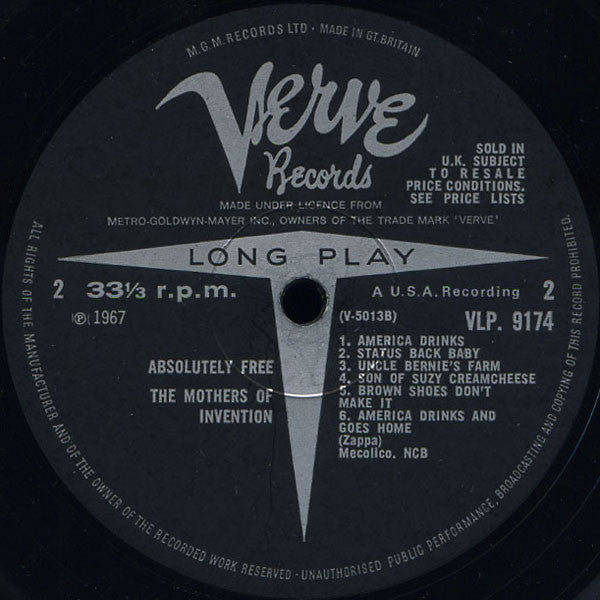 M.G.M. RECORDS LTD · MADE IN GT. BRITAIN
Verve
Records
SOLD IN
U.K. SUBJECT
TO RESALE
PRICE CONDITIONS.
SEE PRICE LISTS
MADE UNDER LICENCE FROM
METRO-GOLDWYN-MAYER INC., OWNERS OF THE TRADE MARK 'VERVE'
LONG PLAY
2 33⅓ r.p.m.
A U.S.A. Recording 2
Ⓟ 1967
(V-5013B)
VLP. 9174
ABSOLUTELY FREE
THE MOTHERS OF
INVENTION
1. AMERICA DRINKS
2. STATUS BACK BABY
3. UNCLE BERNIE'S FARM
4. SON OF SUZY CREAMCHEESE
5. BROWN SHOES DON'T
MAKE IT
6. AMERICA DRINKS AND
GOES HOME
(Zappa)
Mecolico, NCB
ALL RIGHTS OF THE MANUFACTURER AND OF THE OWNER OF THE RECORDED WORK RESERVED · UNAUTHORISED PUBLIC PERFORMANCE, BROADCASTING AND COPYING OF THIS RECORD PROHIBITED.